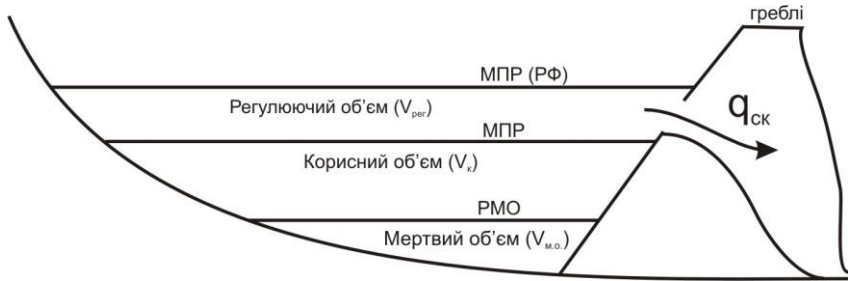 греблі
МПР (РФ)
Регулюючий об'єм (Vрег)
qск
МПР
Корисний об'єм (Vк)
РМО
Мертвий об'єм (Vм.о.)